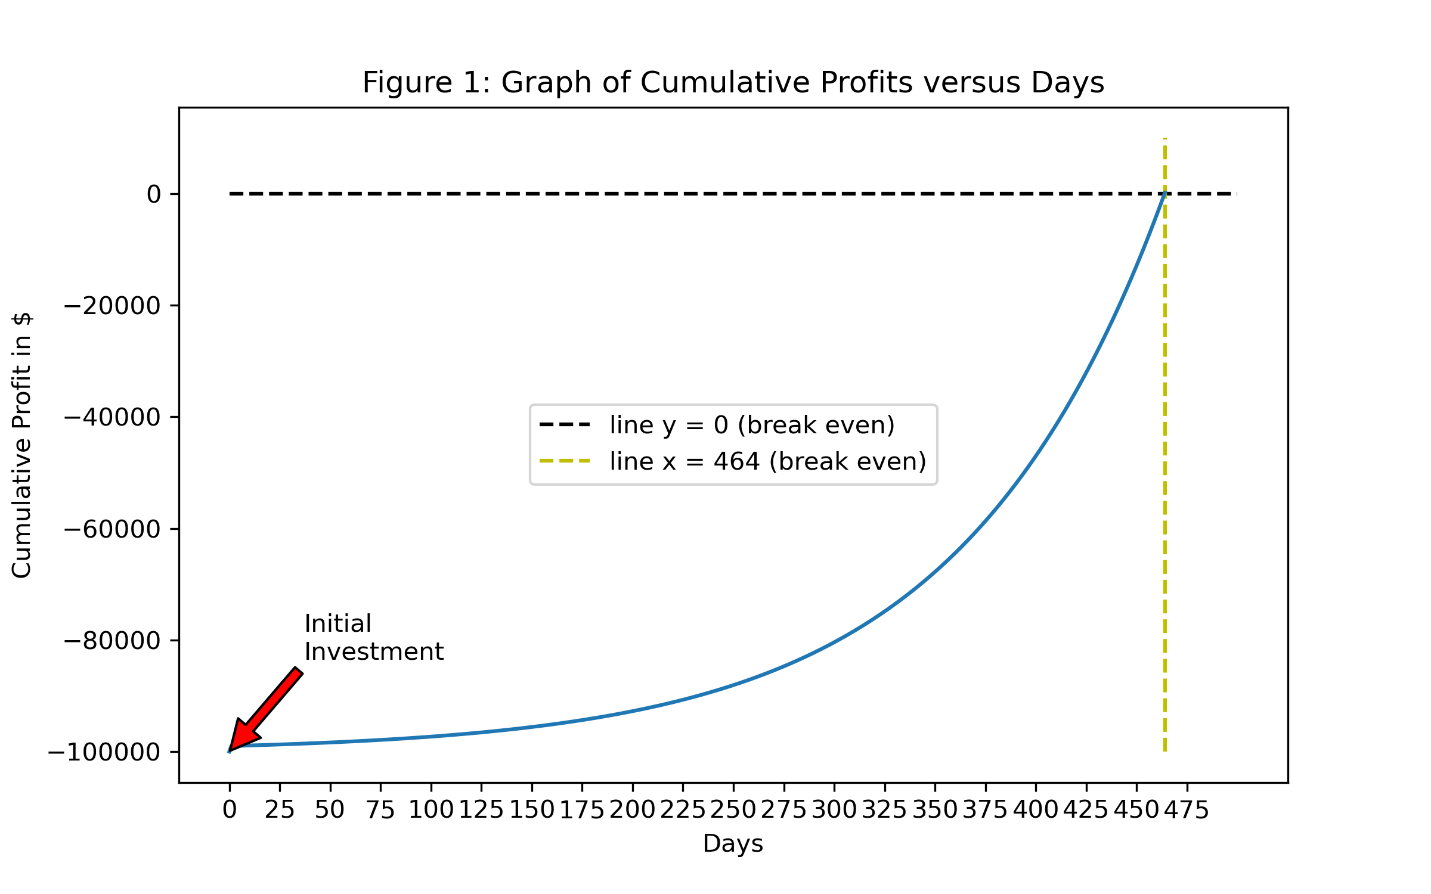 Figure 1: Graph of Cumulative Profits versus Days
Cumulative Profit in $
0
−20000
−40000
−60000
−80000
−100000
line y = 0 (break even)
line x = 464 (break even)
Initial
Investment
0 25 50 75 100 125 150 175 200 225 250 275 300 325 350 375 400 425 450 475
Days